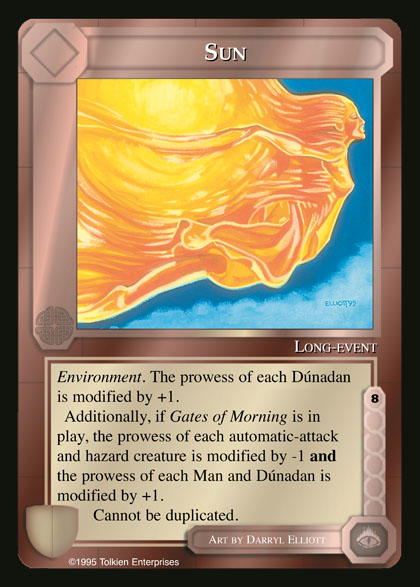 Sun
ELLIOTT95
Long-event
Environment. The prowess of each Dúnadan
is modified by +1.
Additionally, if Gates of Morning is in
play, the prowess of each automatic-attack
and hazard creature is modified by -1 and
the prowess of each Man and Dúnadan is
modified by +1.
Cannot be duplicated.
8
Art by Darryl Elliott
©1995 Tolkien Enterprises